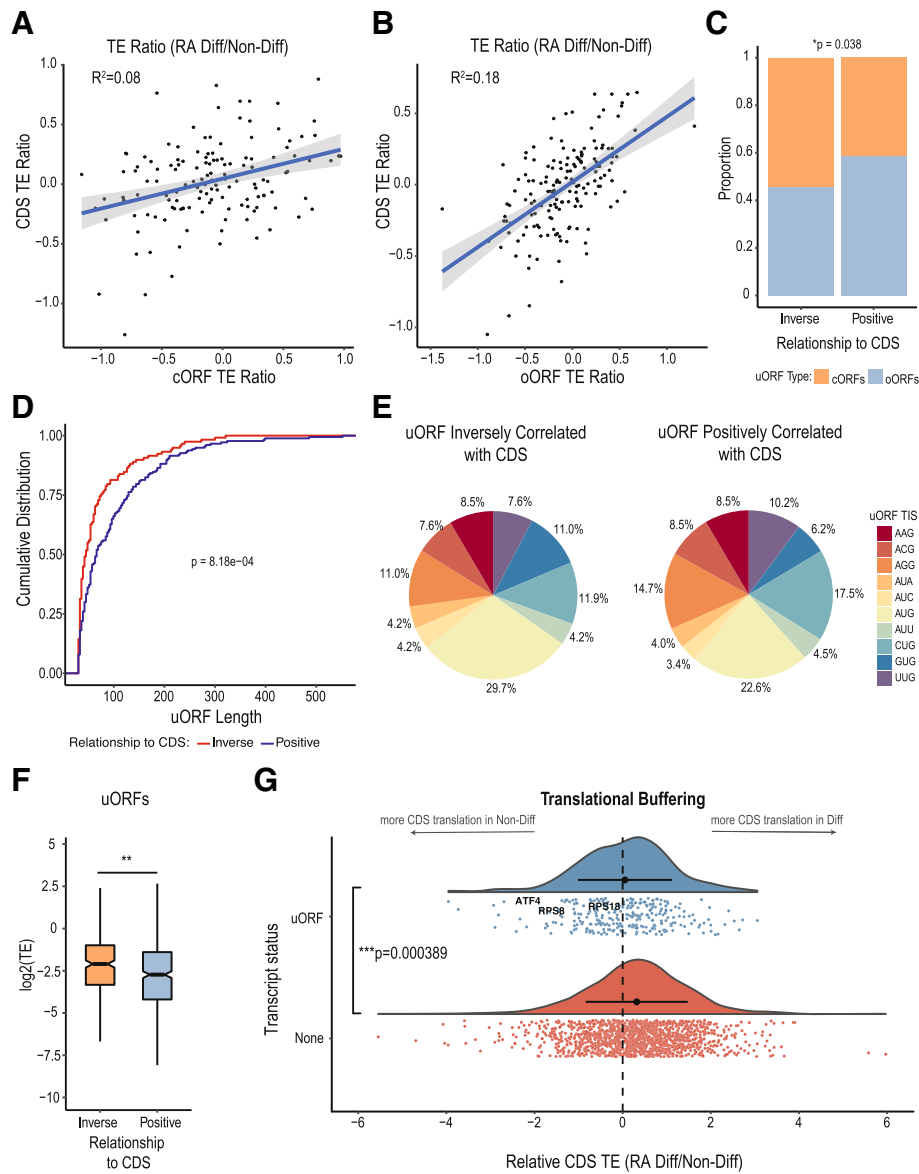 A
TE Ratio (RA Diff/Non-Diff)
R²=0.08
CDS TE Ratio
1.0
0.5
0.0
−0.5
−1.0
−1.0
−0.5
0.0
0.5
1.0
cORF TE Ratio
B
TE Ratio (RA Diff/Non-Diff)
R²=0.18
CDS TE Ratio
0.5
0.0
−0.5
−1.0
−1.5
−1.0
−0.5
0.0
0.5
1.0
oORF TE Ratio
C
*p = 0.038
Proportion
1
0.8
0.6
0.4
0.2
0
Inverse
Positive
Relationship to CDS
uORF Type: cORFs oORFs
D
Cumulative Distribution
1.00
0.75
0.50
0.25
0.00
p = 8.18e−04
100
200
300
400
500
uORF Length
Relationship to CDS: Inverse Positive
E
uORF Inversely Correlated
with CDS
8.5%
7.6%
7.6%
11.0%
11.0%
11.9%
4.2%
4.2%
4.2%
29.7%
uORF Positively Correlated
with CDS
8.5%
10.2%
8.5%
6.2%
14.7%
17.5%
4.0%
3.4%
4.5%
22.6%
uORF TIS
AAG
ACG
AGG
AUA
AUC
AUG
AUU
CUG
GUG
UUG
F
uORFs
**
log2(TE)
5
2.5
0
−2.5
−5
−7.5
−10
Inverse
Positive
Relationship
to CDS
G
Translational Buffering
more CDS translation in Non-Diff
more CDS translation in Diff
Transcript status
uORF
None
ATF4
RPS8
RPS18
***p=0.000389
−6
−4
−2
0
2
4
6
Relative CDS TE (RA Diff/Non-Diff)